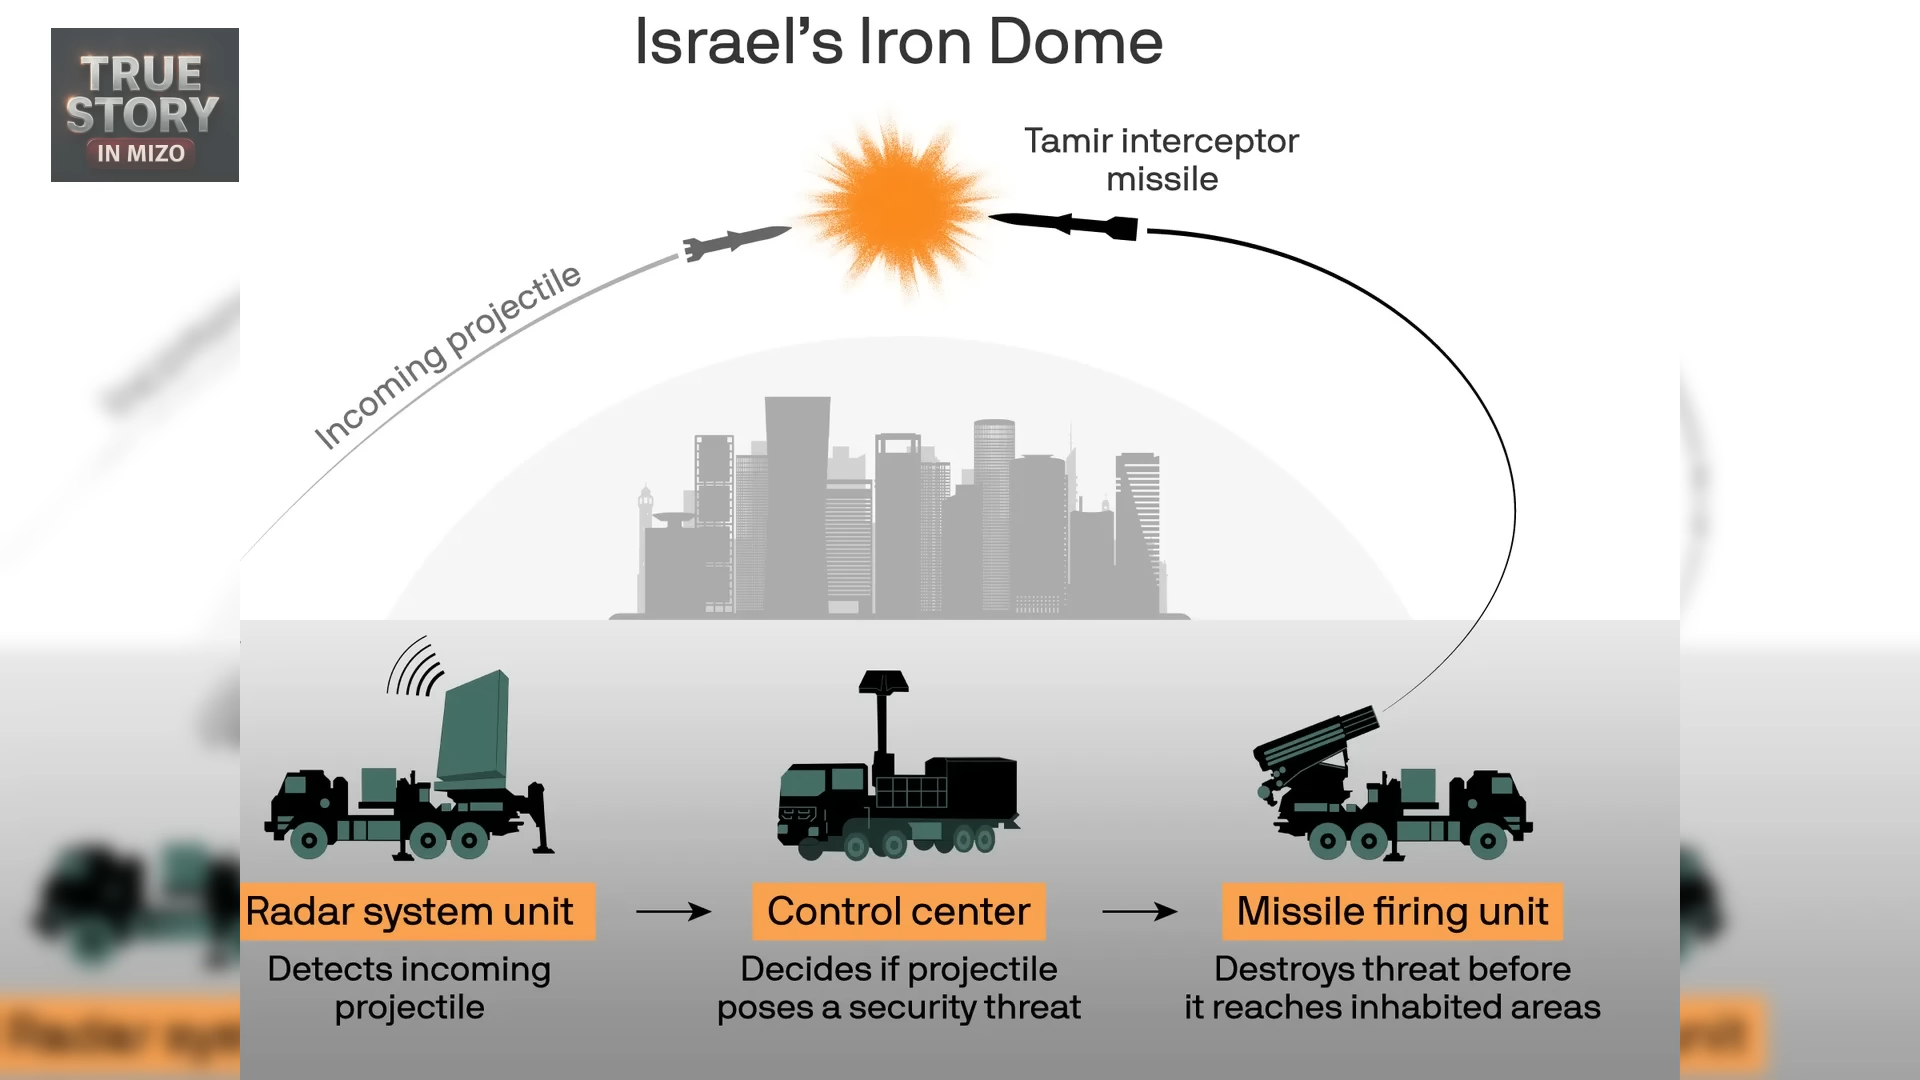 TRUE
STORY
IN MIZO
Israel’s Iron Dome
Tamir interceptor
missile
Incoming projectile
Radar system unit
Detects incoming
projectile
Control center
Decides if projectile
poses a security threat
Missile firing unit
Destroys threat before
it reaches inhabited areas